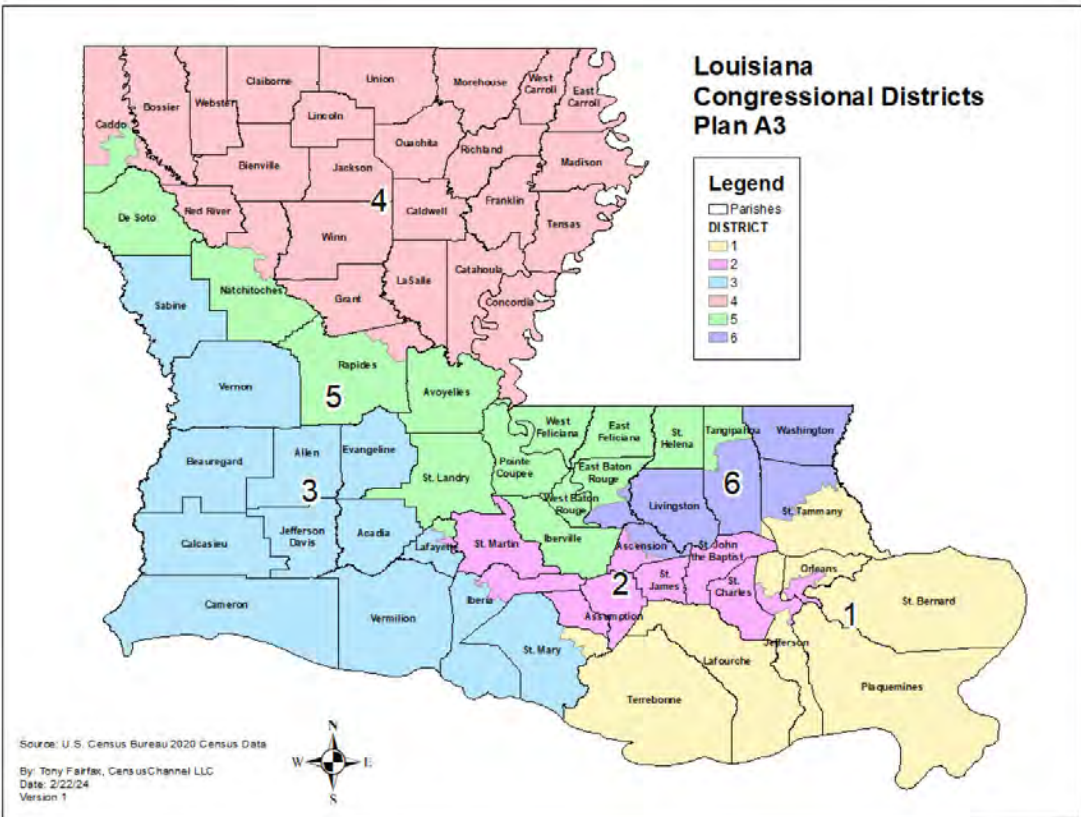 Louisiana
Congressional Districts
Plan A3
Legend
Parishes
DISTRICT
1
2
3
4
5
6
Caddo
Bossier
Webster
Claiborne
Union
Morehouse
West
Carroll
East
Carroll
Lincoln
Ouachita
Richland
Madison
Bienville
Jackson
4
Franklin
Caldwell
Tensas
De Soto
Red River
Winn
Natchitoches
LaSalle
Catahoula
Grant
Concordia
Sabine
Rapides
Vernon
5
Avoyelles
West
Feliciana
East
Feliciana
St.
Helena
Tangipahoa
Washington
Beauregard
Allen
Evangeline
Pointe
Coupee
East Baton
Rouge
6
3
St. Landry
West Baton
Rouge
Livingston
St. Tammany
Calcasieu
Jefferson
Davis
Acadia
Lafayette
St. Martin
Iberville
Ascension
St. John
the Baptist
Orleans
2
St.
James
St.
Charles
Cameron
Vermilion
Iberia
Assumption
1
St. Bernard
St. Mary
Jefferson
Lafourche
Terrebonne
Plaquemines
Source: U.S. Census Bureau 2020 Census Data
By: Tony Fairfax, CensusChannel LLC
Date: 2/22/24
Version 1
N
W E
S